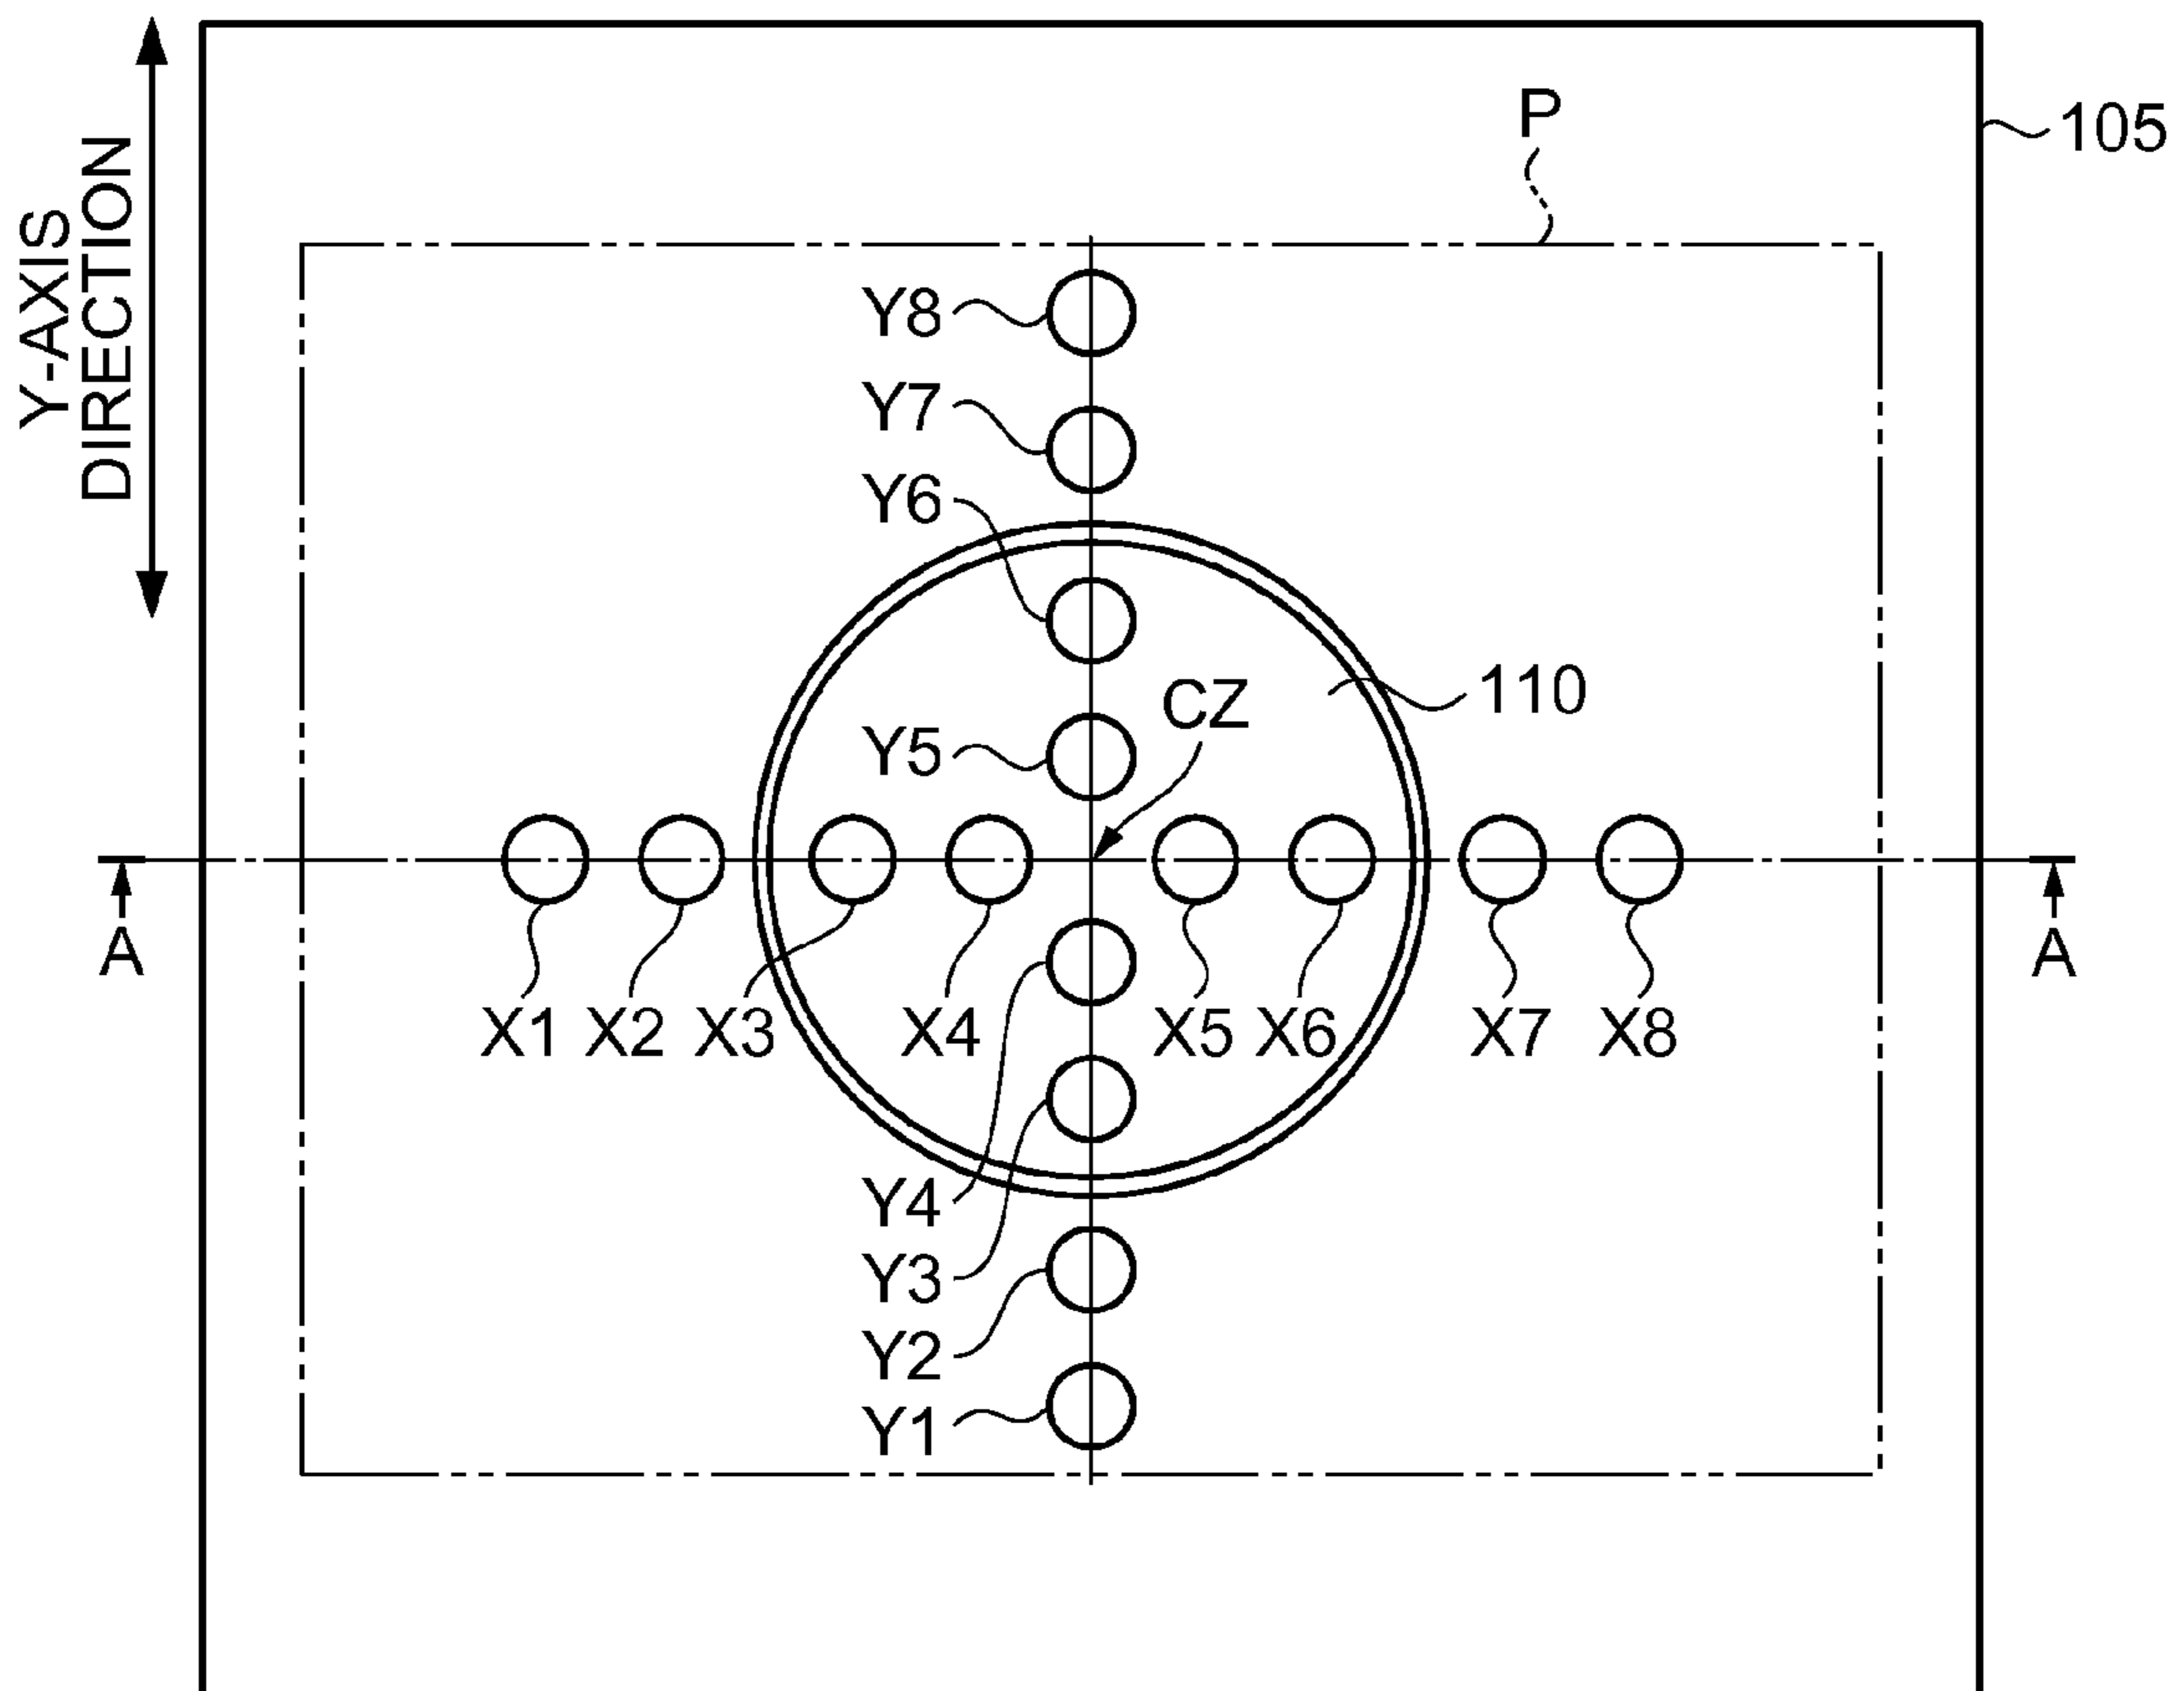 Y-AXIS
DIRECTION
P
105
Y8
Y7
Y6
110
CZ
Y5
A
A
X1 X2 X3 X4 X5 X6 X7 X8
Y4
Y3
Y2
Y1